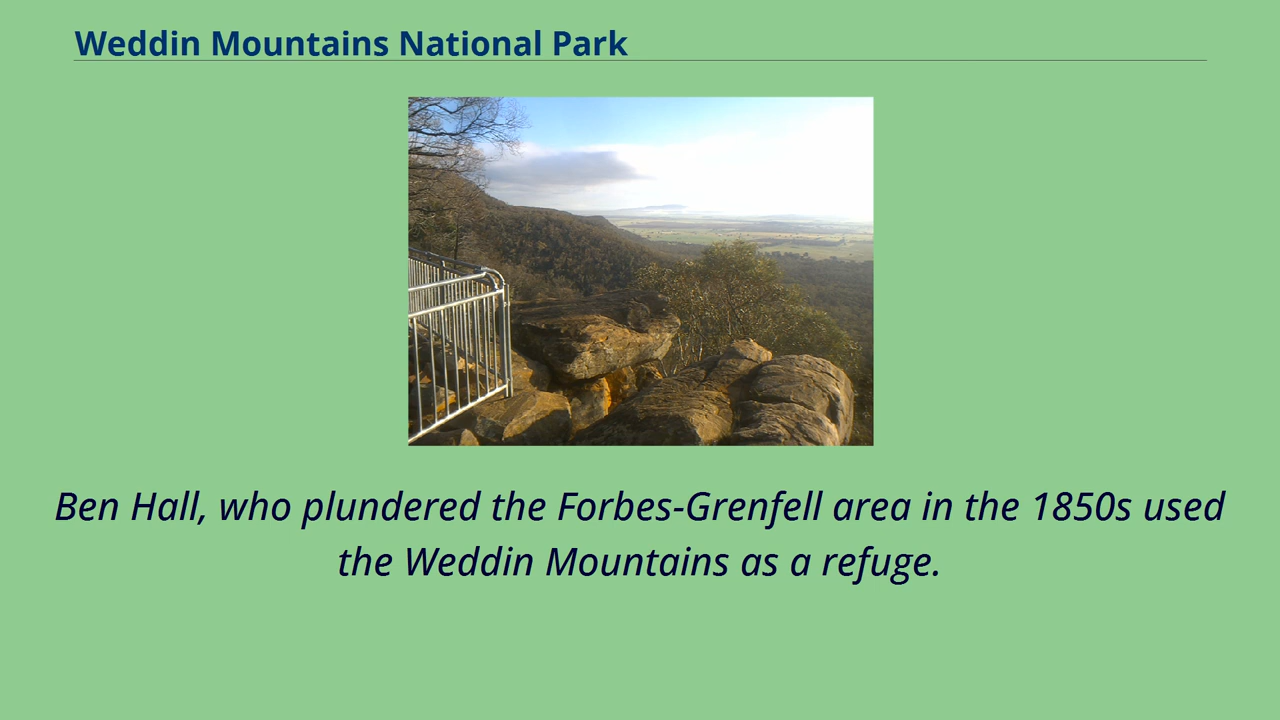 Weddin Mountains National Park
Ben Hall, who plundered the Forbes-Grenfell area in the 1850s used
the Weddin Mountains as a refuge.